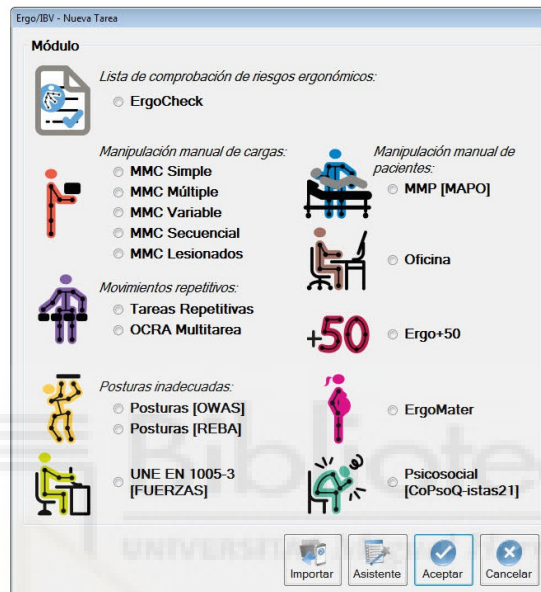 Ergo/IBV - Nueva Tarea
Módulo
Lista de comprobación de riesgos ergonómicos:
ErgoCheck
Manipulación manual de cargas:
MMC Simple
MMC Múltiple
MMC Variable
MMC Secuencial
MMC Lesionados
Manipulación manual de
pacientes:
MMP [MAPO]
Oficina
Movimientos repetitivos:
Tareas Repetitivas
OCRA Multitarea
+50
Ergo+50
Posturas inadecuadas:
Posturas [OWAS]
Posturas [REBA]
ErgoMater
UNE EN 1005-3
[FUERZAS]
Psicosocial
[CoPsoQ-istas21]
Importar
Asistente
Aceptar
Cancelar